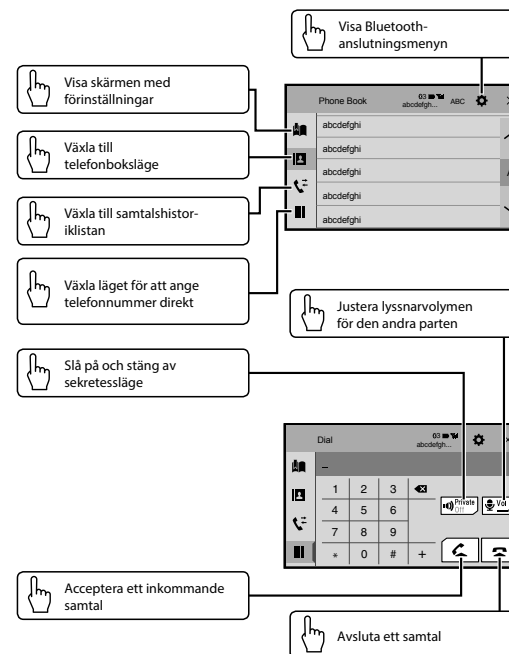 Visa Bluetooth-
anslutningsmenyn
Visa skärmen med
förinställningar
Växla till
telefonboksläge
Växla till samtalshistor-
iklistan
Växla läget för att ange
telefonnummer direkt
Phone Book
03
abcdefgh...
ABC
abcdefghi
abcdefghi
abcdefghi
abcdefghi
abcdefghi
Justera lyssnarvolymen
för den andra parten
Slå på och stäng av
sekretessläge
Dial
03
abcdefgh...
–
1 2 3
4 5 6
7 8 9
* 0 # +
Private
Off
Vol
Acceptera ett inkommande
samtal
Avsluta ett samtal